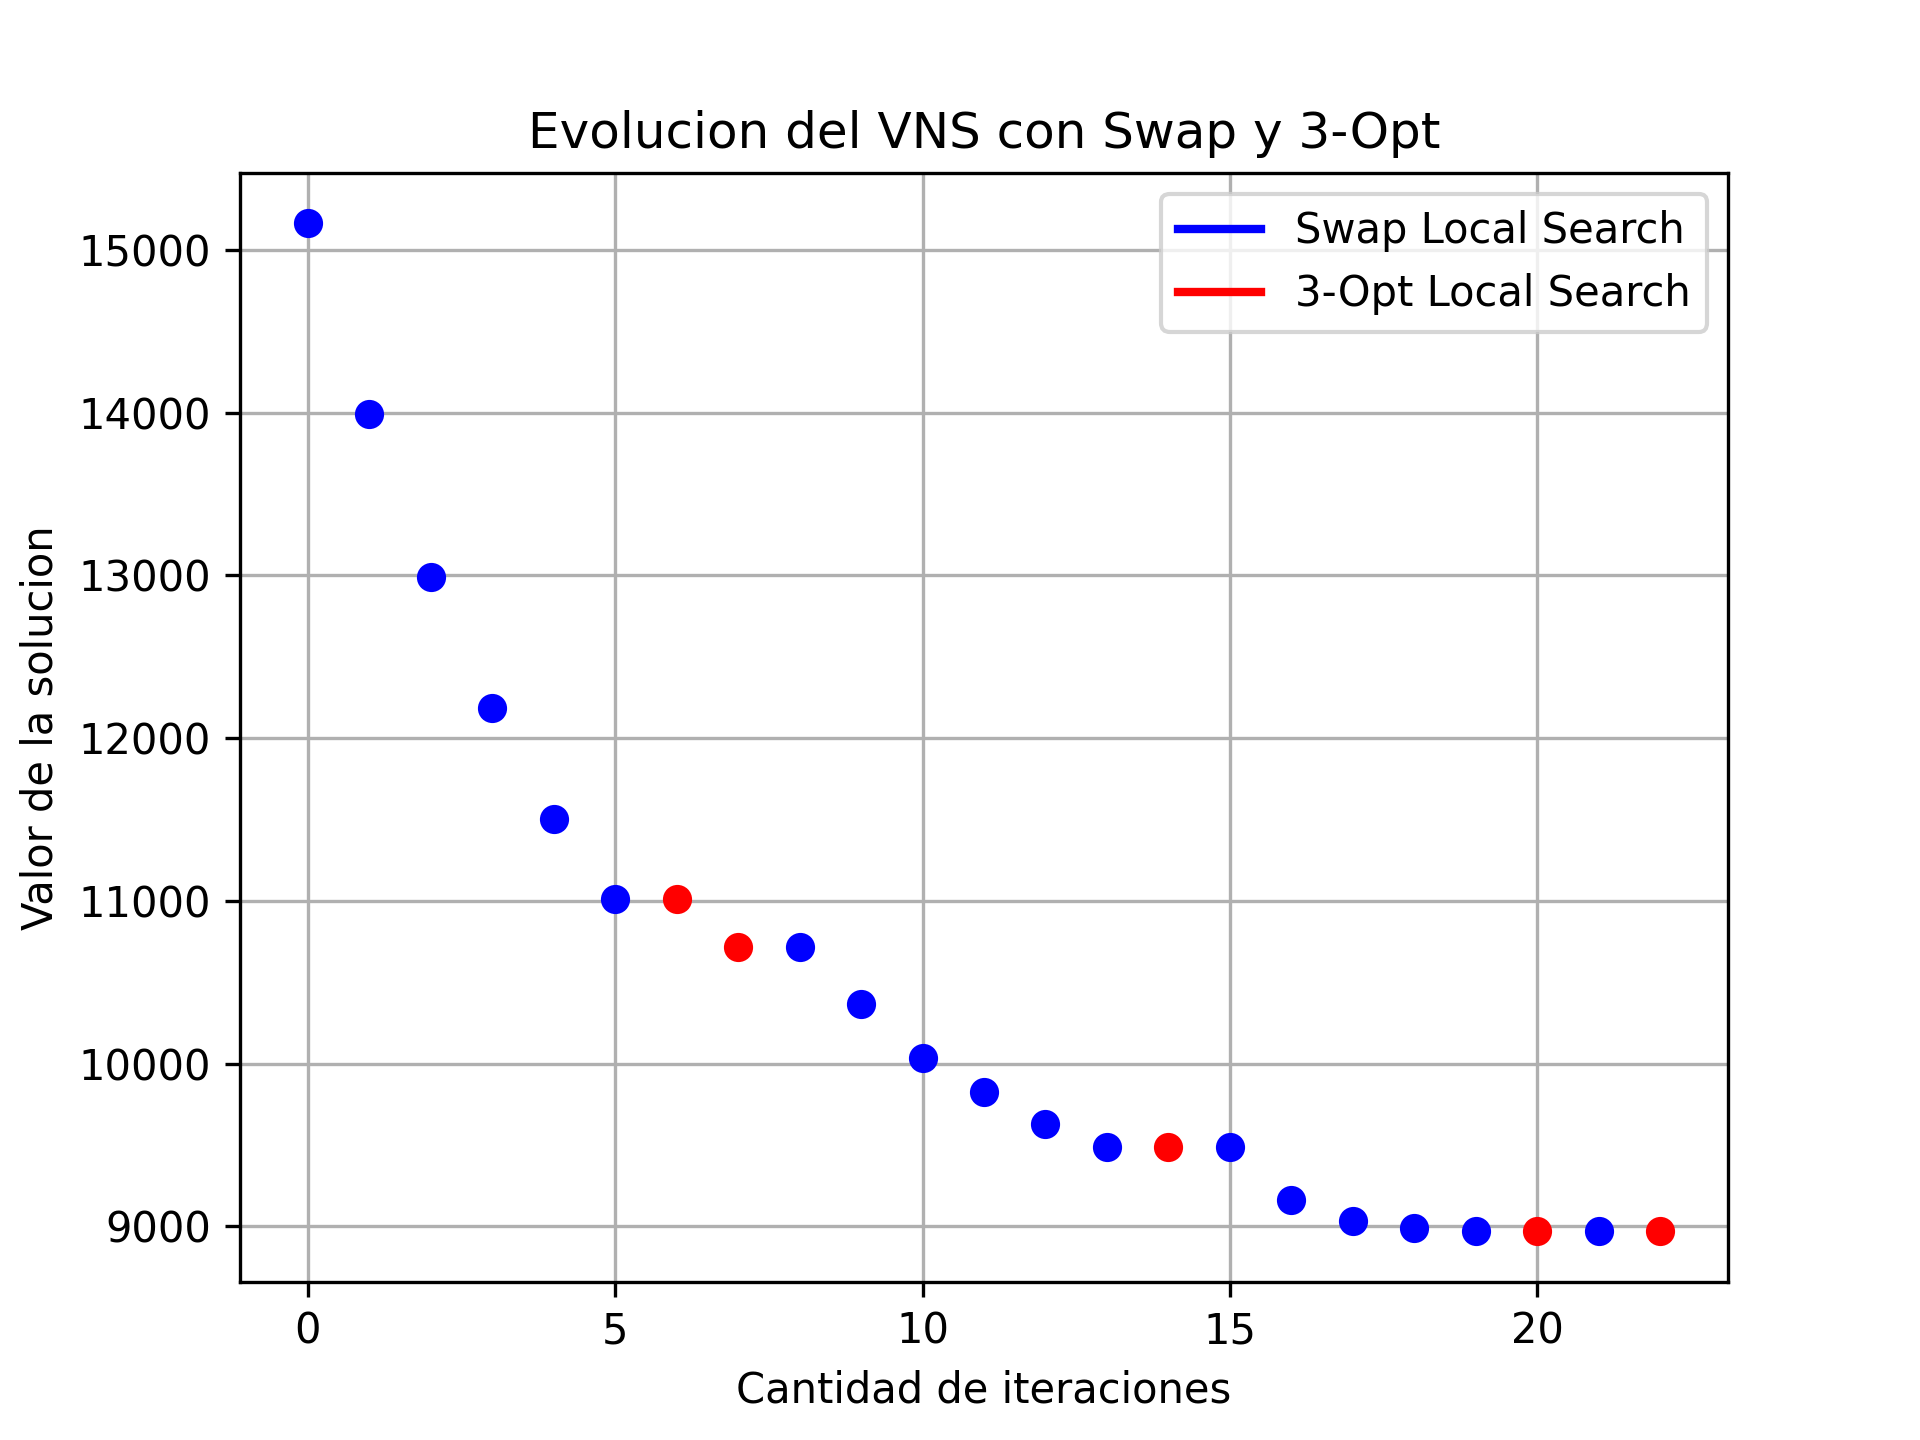 Evolucion del VNS con Swap y 3-Opt
Swap Local Search
3-Opt Local Search
Valor de la solucion
15000
14000
13000
12000
11000
10000
9000
0 5 10 15 20
Cantidad de iteraciones